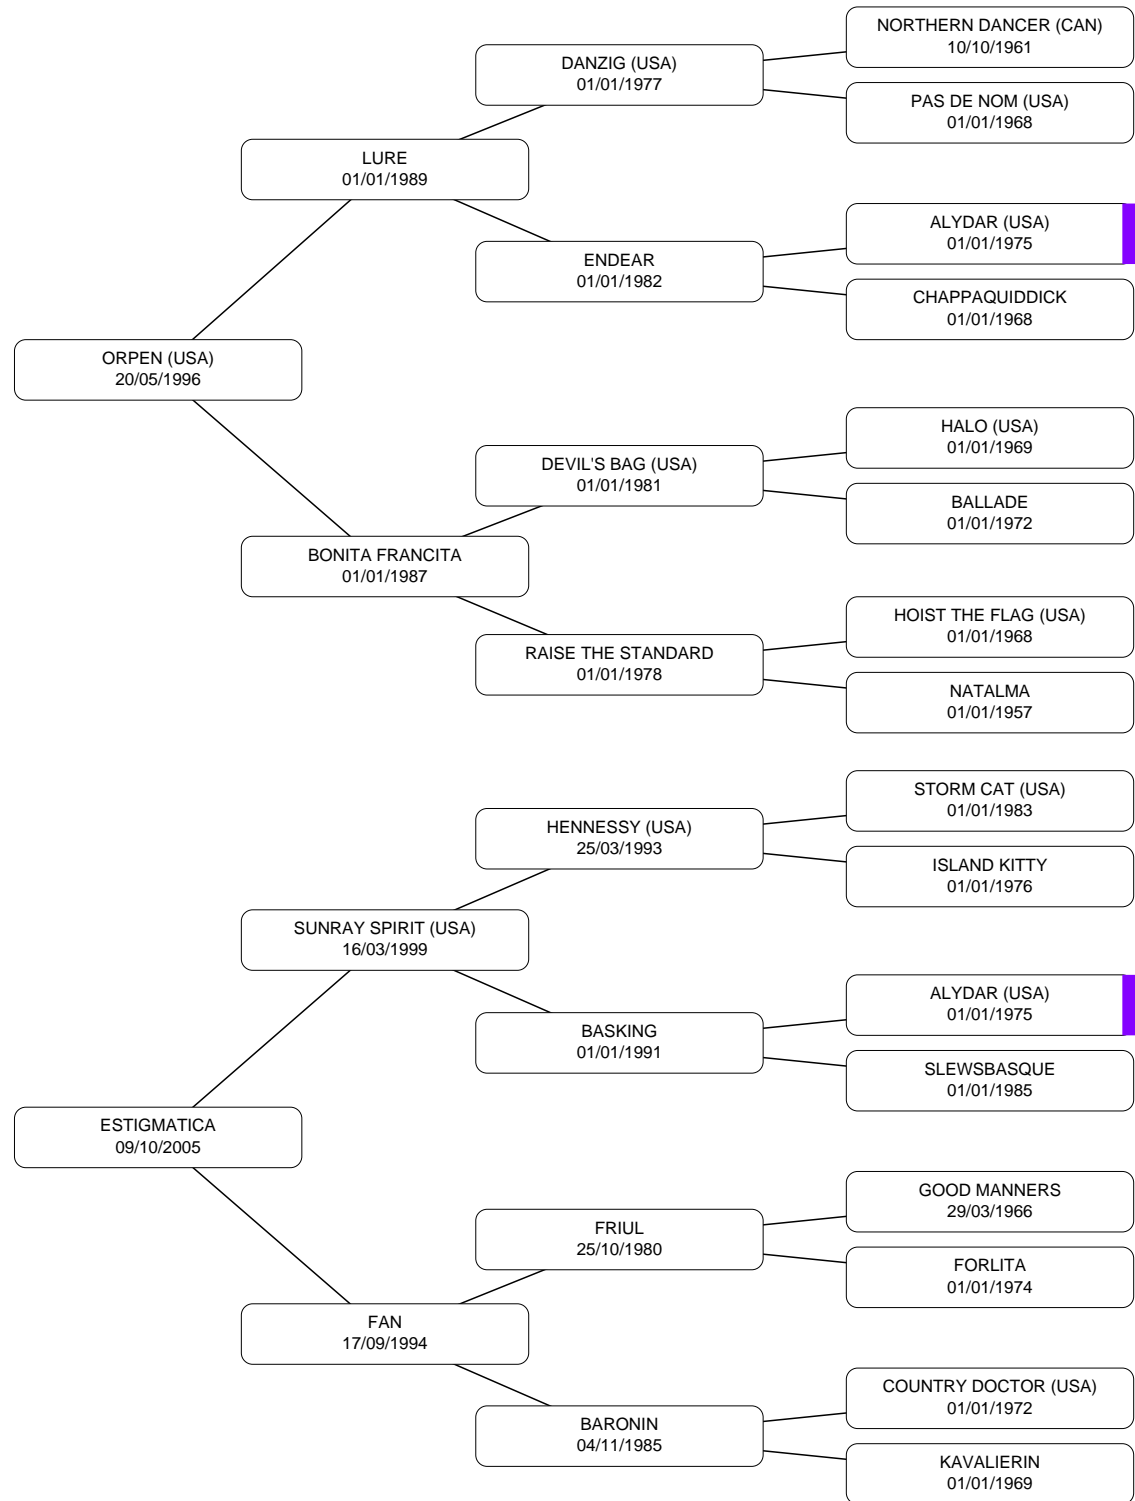 NORTHERN DANCER (CAN)
10/10/1961
DANZIG (USA)
01/01/1977
PAS DE NOM (USA)
01/01/1968
LURE
01/01/1989
ALYDAR (USA)
01/01/1975
ENDEAR
01/01/1982
CHAPPAQUIDDICK
01/01/1968
ORPEN (USA)
20/05/1996
HALO (USA)
01/01/1969
DEVIL'S BAG (USA)
01/01/1981
BALLADE
01/01/1972
BONITA FRANCITA
01/01/1987
HOIST THE FLAG (USA)
01/01/1968
RAISE THE STANDARD
01/01/1978
NATALMA
01/01/1957
STORM CAT (USA)
01/01/1983
HENNESSY (USA)
25/03/1993
ISLAND KITTY
01/01/1976
SUNRAY SPIRIT (USA)
16/03/1999
ALYDAR (USA)
01/01/1975
BASKING
01/01/1991
SLEWSBASQUE
01/01/1985
ESTIGMATICA
09/10/2005
GOOD MANNERS
29/03/1966
FRIUL
25/10/1980
FORLITA
01/01/1974
FAN
17/09/1994
COUNTRY DOCTOR (USA)
01/01/1972
BARONIN
04/11/1985
KAVALIERIN
01/01/1969